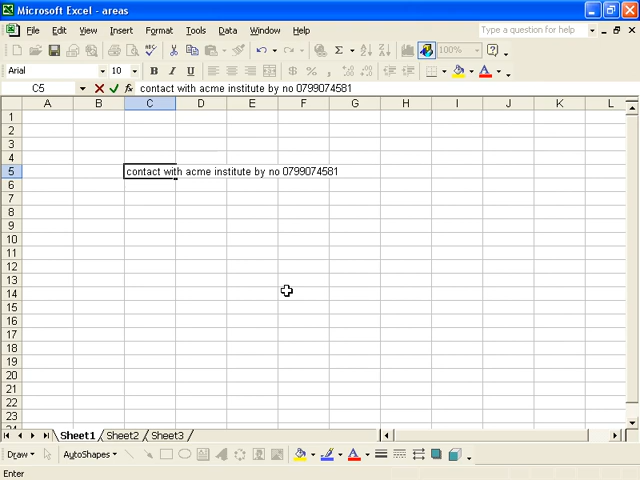 Microsoft Excel - areas
File Edit View Insert Format Tools Data Window Help
Type a question for help
Σ 100%
Arial 10 B I U $ %
C5 contact with acme institute by no 0799074581
A B C D E F G H I J K L
1
2
3
4
5 contact with acme institute by no 0799074581
6
7
8
9
10
11
12
13
14
15
16
17
18
19
20
21
22
23
Sheet1 Sheet2 Sheet3
Draw AutoShapes A
Enter